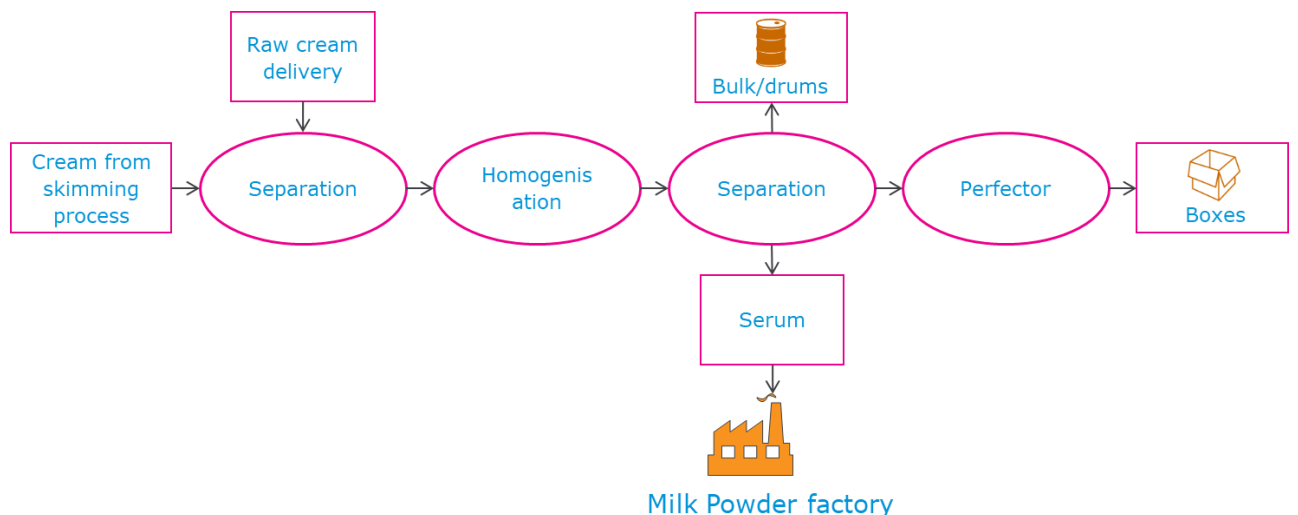 Raw cream
delivery
Bulk/drums
Cream from
skimming
process
Separation
Homogenis
ation
Separation
Perfector
Boxes
Serum
Milk Powder factory